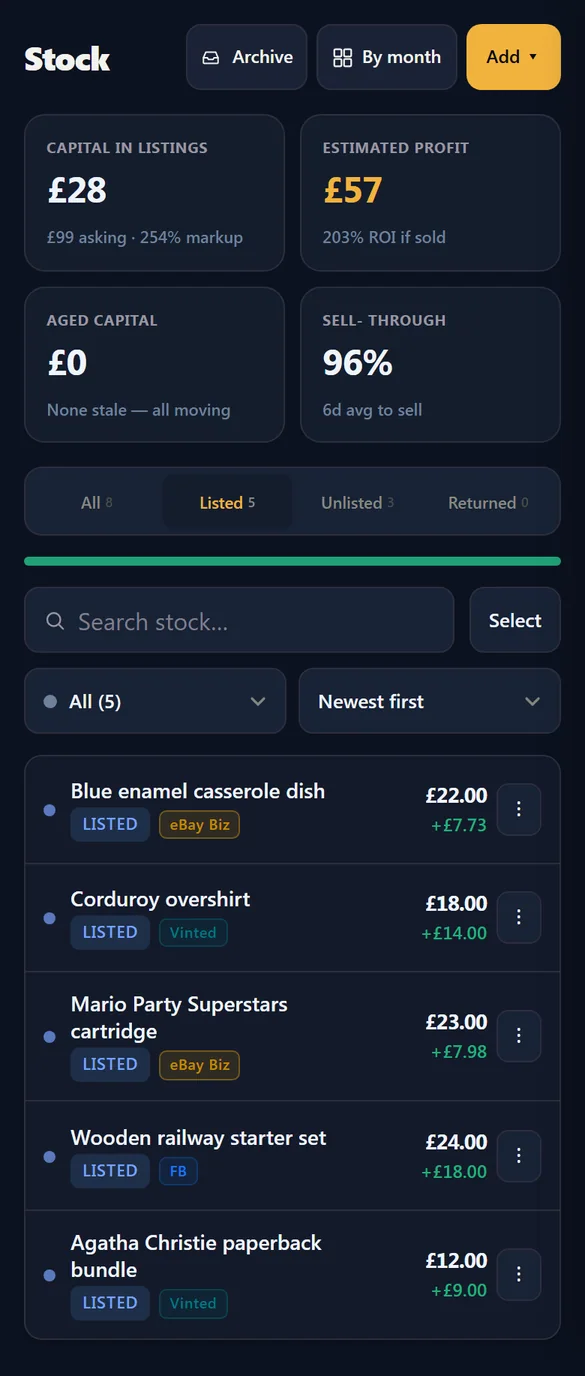 Stock
Archive
By month
Add
CAPITAL IN LISTINGS
£28
£99 asking · 254% markup
ESTIMATED PROFIT
£57
203% ROI if sold
AGED CAPITAL
£0
None stale — all moving
SELL- THROUGH
96%
6d avg to sell
All 8
Listed 5
Unlisted 3
Returned 0
Search stock...
Select
All (5)
Newest first
Blue enamel casserole dish
LISTED
eBay Biz
£22.00
+£7.73
Corduroy overshirt
LISTED
Vinted
£18.00
+£14.00
Mario Party Superstars
cartridge
LISTED
eBay Biz
£23.00
+£7.98
Wooden railway starter set
LISTED
FB
£24.00
+£18.00
Agatha Christie paperback
bundle
LISTED
Vinted
£12.00
+£9.00